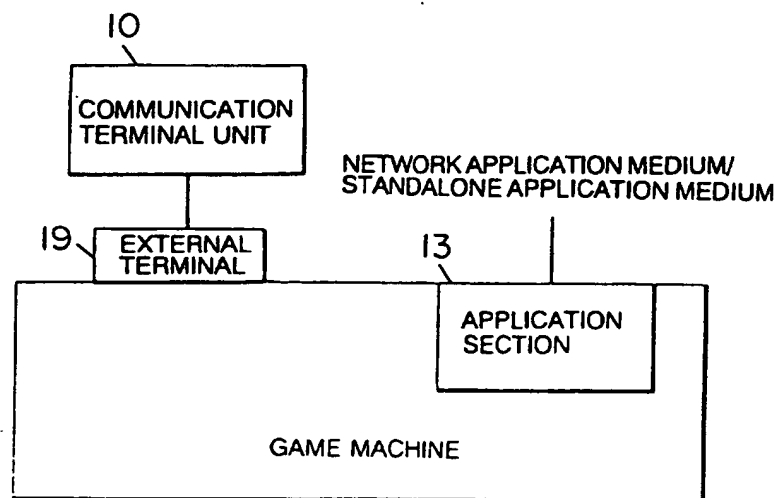 10
COMMUNICATION
TERMINAL UNIT
NETWORK APPLICATION MEDIUM/
STANDALONE APPLICATION MEDIUM
19
EXTERNAL
TERMINAL
13
APPLICATION
SECTION
GAME MACHINE